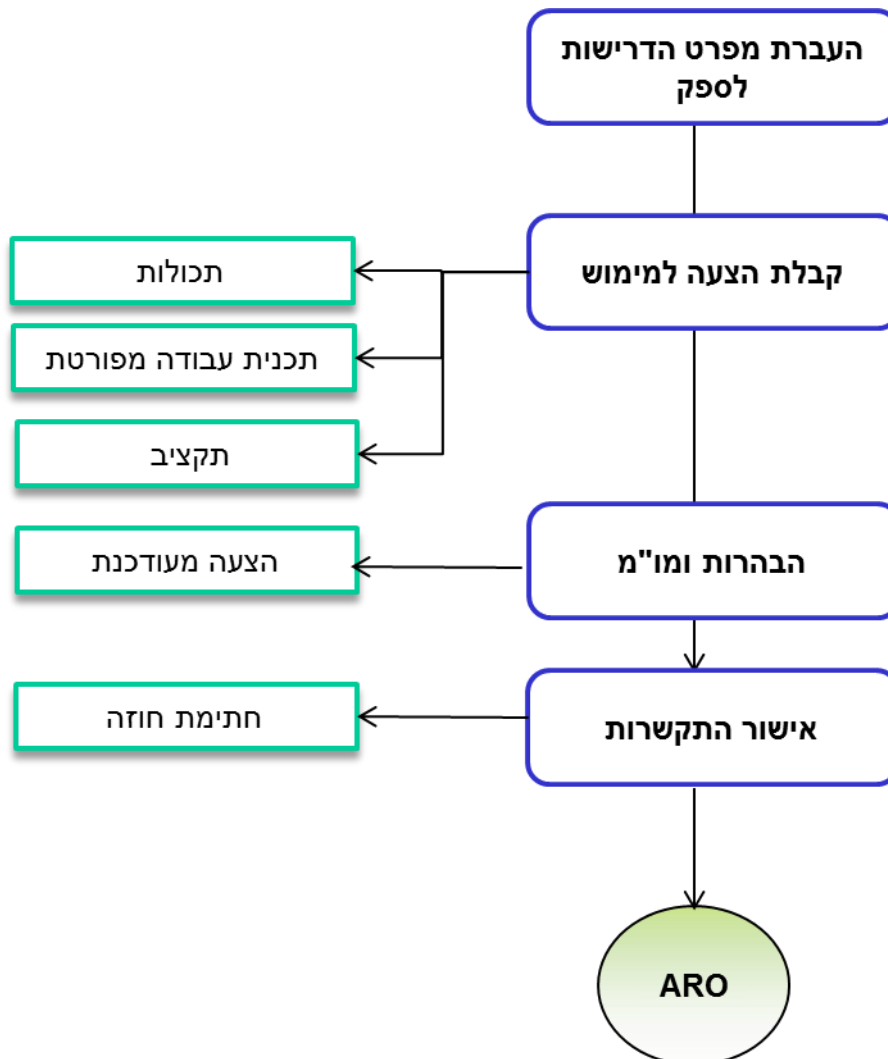 העברת מפרט הדרישות
לספק
קבלת הצעה למימוש
תכולות
תכנית עבודה מפורטת
תקציב
הבהרות ומו"מ
הצעה מעודכנת
אישור התקשרות
חתימת חוזה
ARO